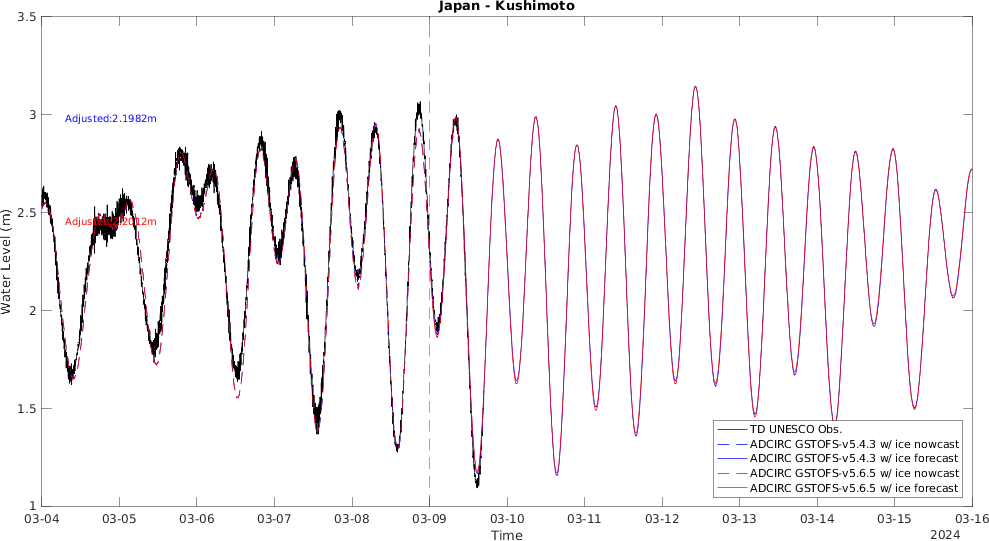 Japan - Kushimoto
3.5
3
2.5
2
1.5
1
Water Level (m)
Adjusted:2.1982m
Adjusted:2.2012m
TD UNESCO Obs.
ADCIRC GSTOFS-v5.4.3 w/ ice nowcast
ADCIRC GSTOFS-v5.4.3 w/ ice forecast
ADCIRC GSTOFS-v5.6.5 w/ ice nowcast
ADCIRC GSTOFS-v5.6.5 w/ ice forecast
03-04 03-05 03-06 03-07 03-08 03-09 03-10 03-11 03-12 03-13 03-14 03-15 03-16
Time
2024